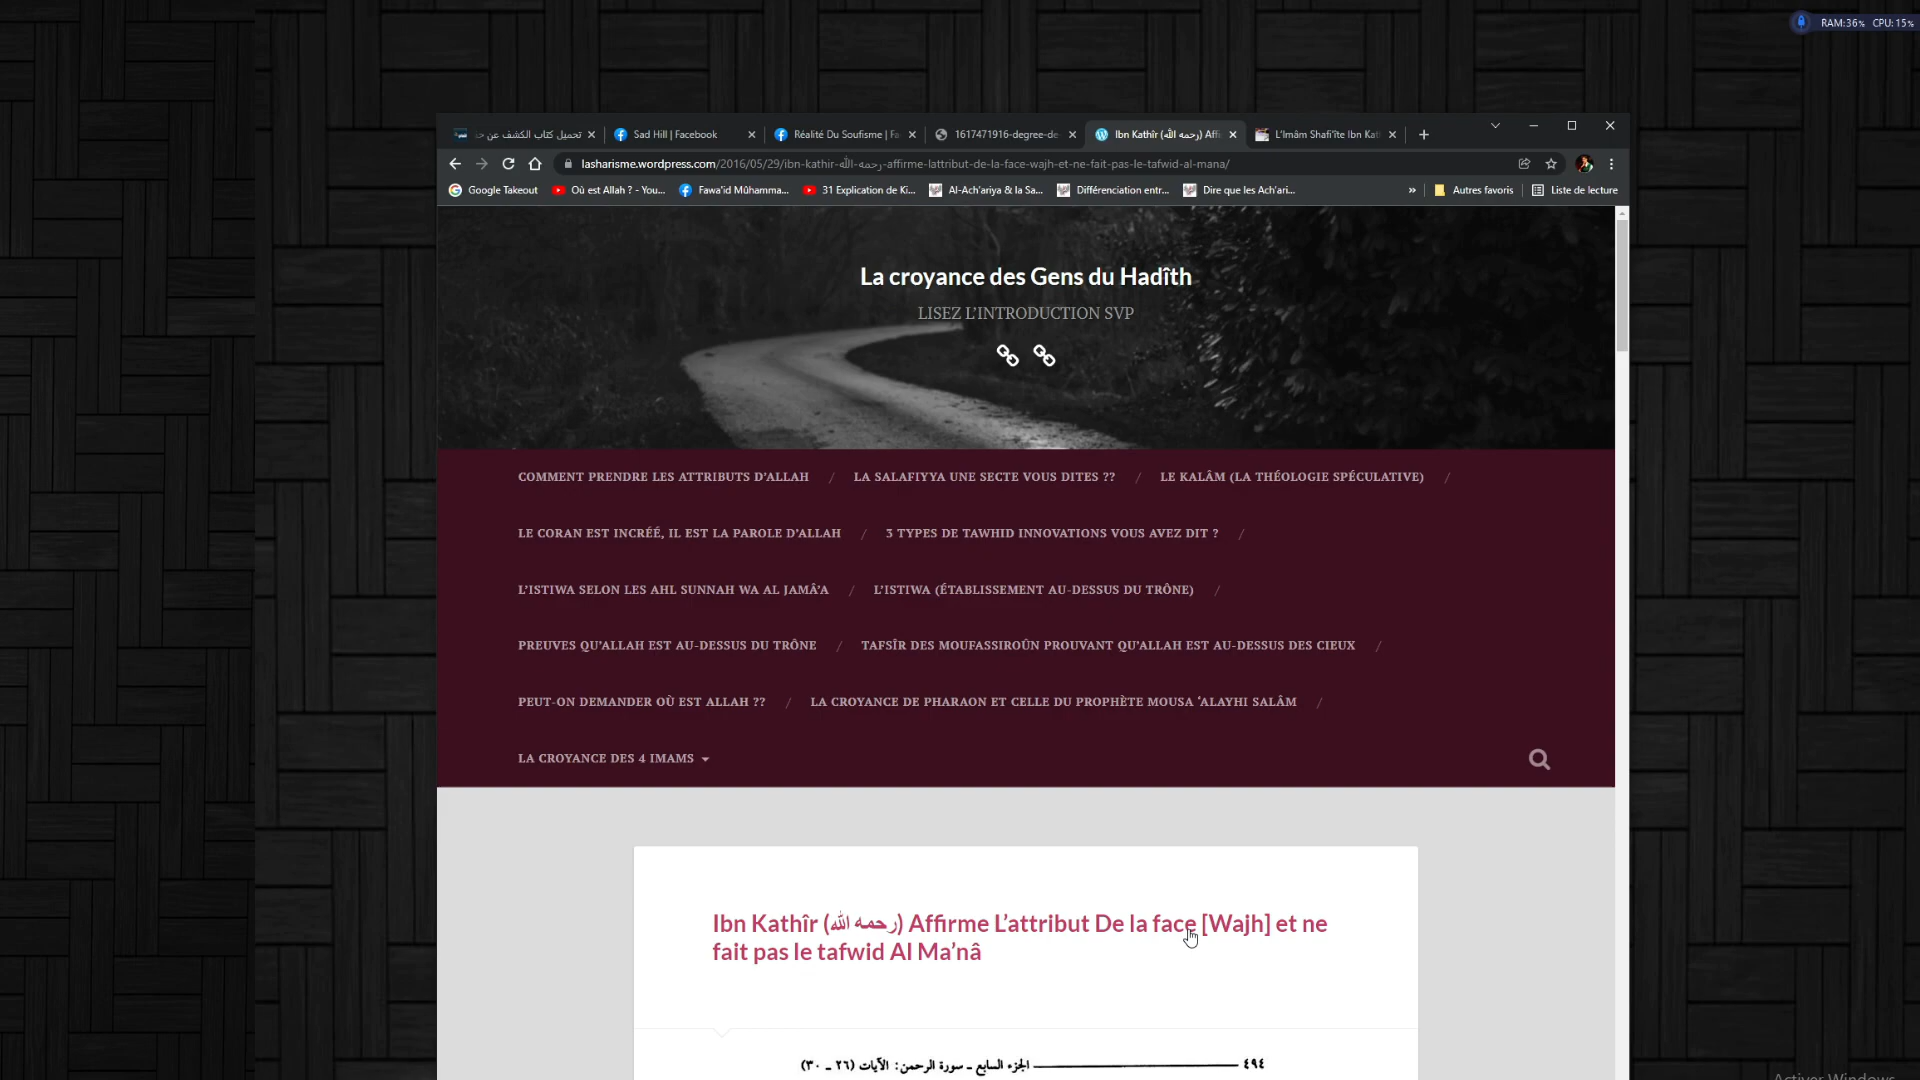 RAM:36% CPU:15%
تحميل كتاب الكشف عن حق
Sad Hill | Facebook
Réalité Du Soufisme | Fa
1617471916-degree-de-
Ibn Kathîr (رحمه الله) Affi
L'Imâm Shafi'îte Ibn Kat
lasharisme.wordpress.com/2016/05/29/ibn-kathir-رحمه-الله-affirme-lattribut-de-la-face-wajh-et-ne-fait-pas-le-tafwid-al-mana/
Google Takeout
Où est Allah ? - You...
Fawa'id Mûhamma...
31 Explication de Ki...
Al-Ach'ariya & la Sa...
Différenciation entr...
Dire que les Ach'ari...
»
Autres favoris
Liste de lecture
La croyance des Gens du Hadîth
LISEZ L'INTRODUCTION SVP
COMMENT PRENDRE LES ATTRIBUTS D'ALLAH / LA SALAFIYYA UNE SECTE VOUS DITES ?? / LE KALÂM (LA THÉOLOGIE SPÉCULATIVE) /
LE CORAN EST INCRÉÉ, IL EST LA PAROLE D'ALLAH / 3 TYPES DE TAWHID INNOVATIONS VOUS AVEZ DIT ? /
L'ISTIWA SELON LES AHL SUNNAH WA AL JAMÂ'A / L'ISTIWA (ÉTABLISSEMENT AU-DESSUS DU TRÔNE) /
PREUVES QU'ALLAH EST AU-DESSUS DU TRÔNE / TAFSÎR DES MOUFASSIROÛN PROUVANT QU'ALLAH EST AU-DESSUS DES CIEUX /
PEUT-ON DEMANDER OÙ EST ALLAH ?? / LA CROYANCE DE PHARAON ET CELLE DU PROPHÈTE MOUSA 'ALAYHI SALÂM /
LA CROYANCE DES 4 IMAMS
Ibn Kathîr (رحمه الله) Affirme L'attribut De la face [Wajh] et ne
fait pas le tafwid Al Ma'nâ
٤٩٤ الجزء السابع - سورة الرحمن: الآيات (٢٦ - ٣٠)
Activer Windows